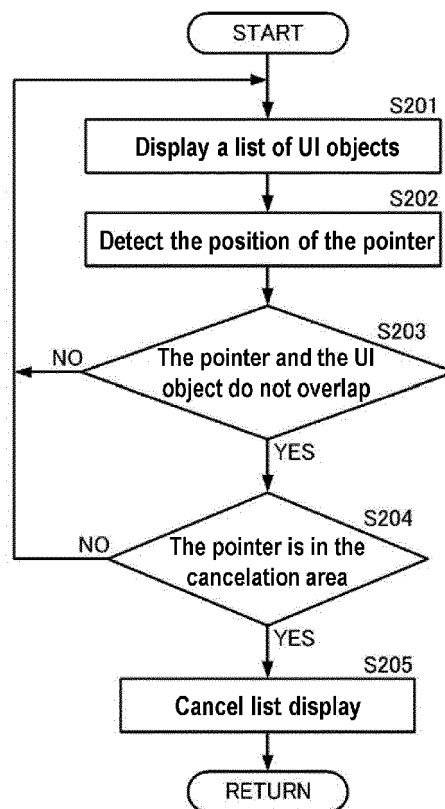 START
S201
Display a list of UI objects
S202
Detect the position of the pointer
S203
NO
The pointer and the UI
object do not overlap
YES
S204
NO
The pointer is in the
cancelation area
YES
S205
Cancel list display
RETURN